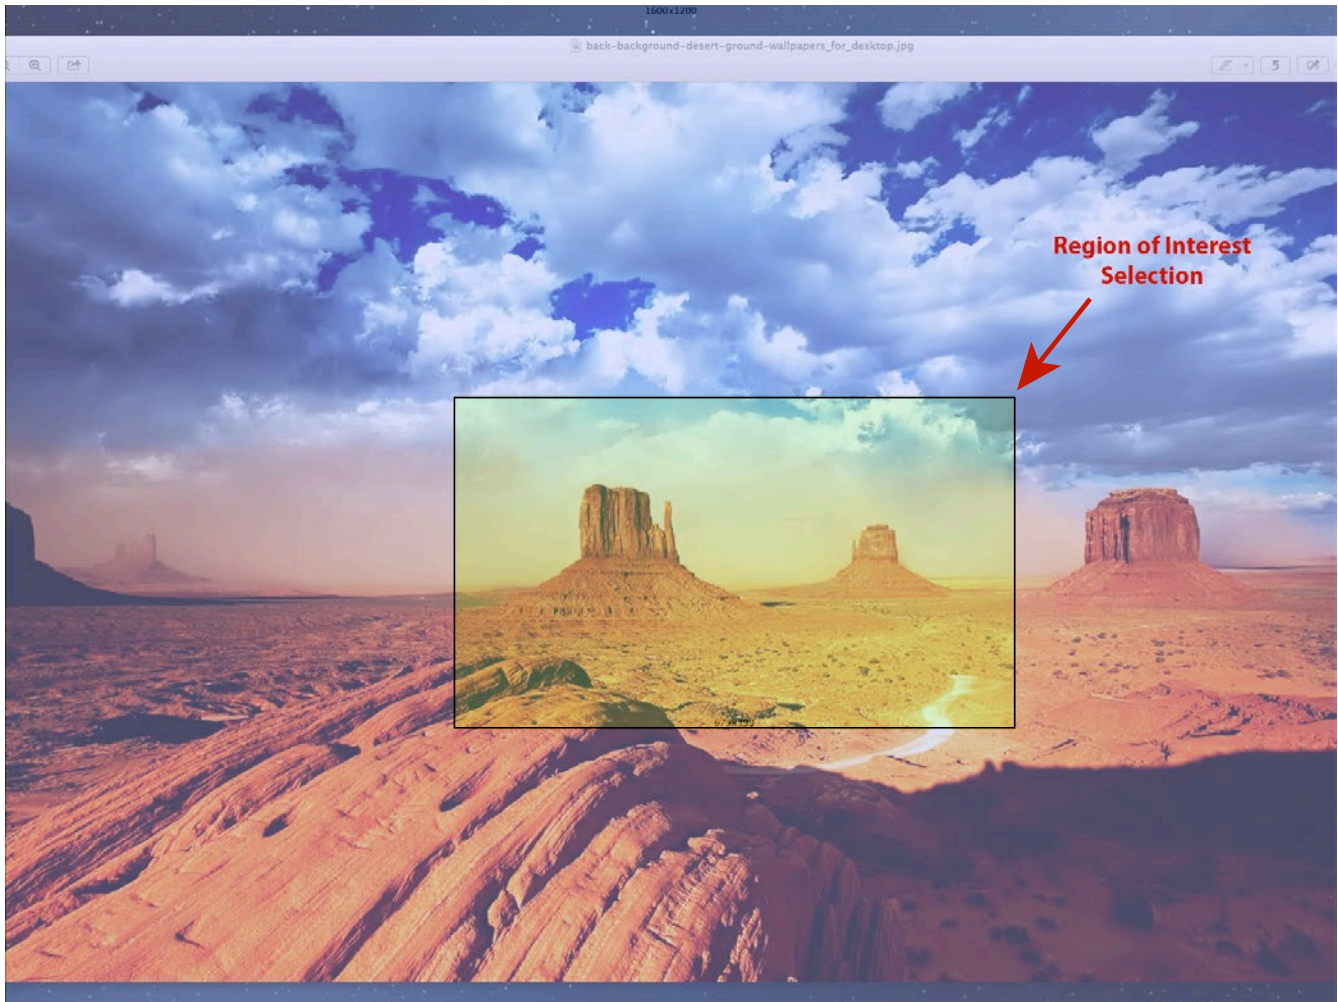 1600x1200
back-background-desert-ground-wallpapers_for_desktop.jpg
Region of Interest
Selection